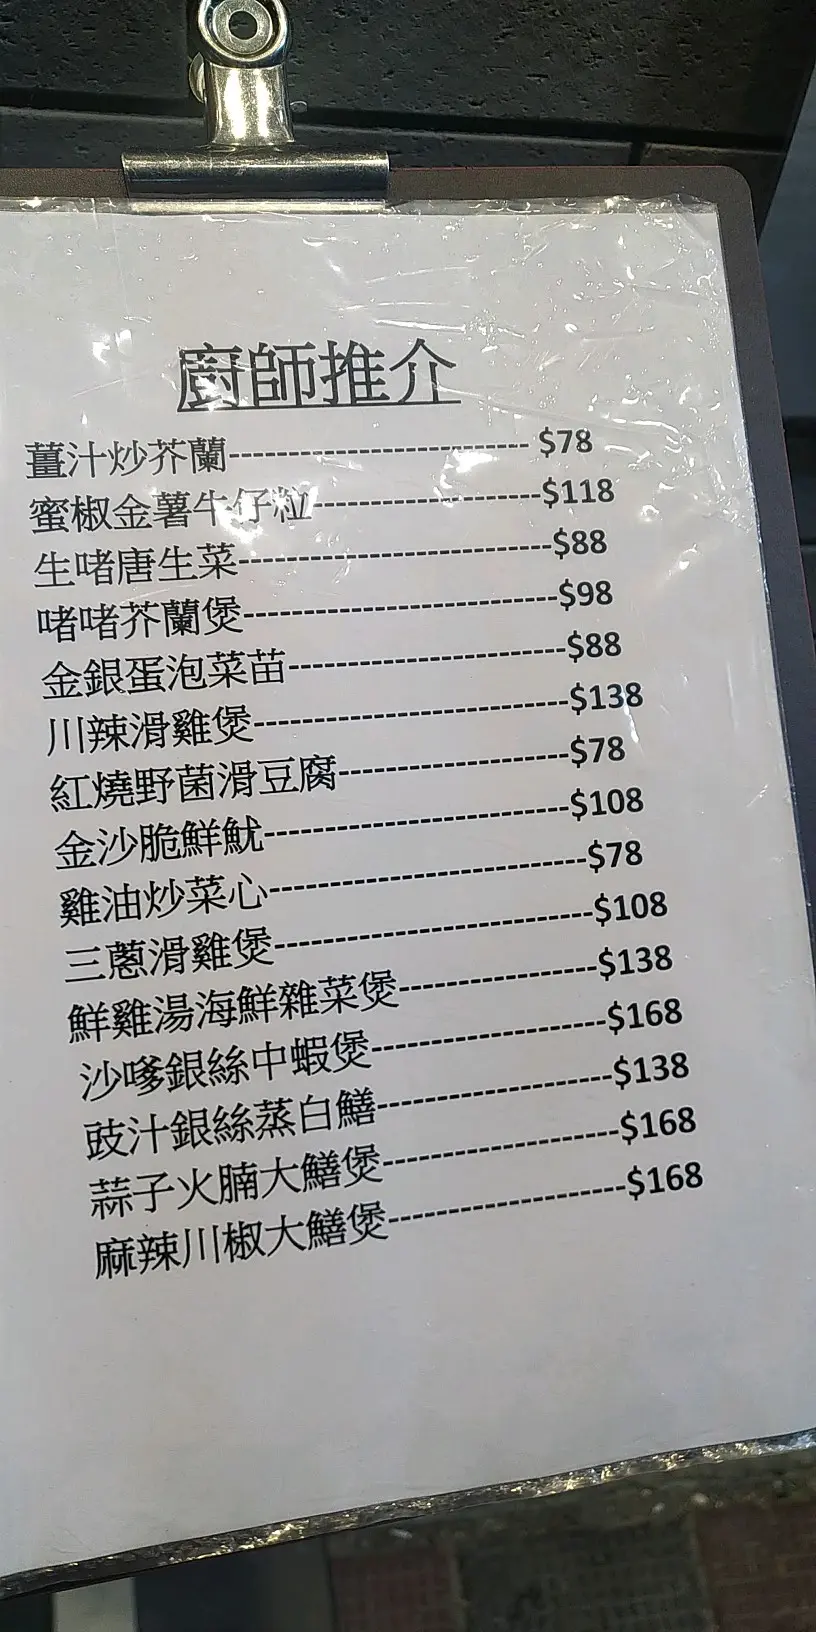 廚師推介
薑汁炒芥蘭------------------------------ $78
蜜椒金薯牛仔粒-----------------------$118
生啫唐生菜-------------------------------$88
啫啫芥蘭煲-------------------------------$98
金銀蛋泡菜苗---------------------------$88
川辣滑雞煲-------------------------------$138
紅燒野菌滑豆腐-----------------------$78
金沙脆鮮魷------------------------------$108
雞油炒菜心-------------------------------$78
三蔥滑雞煲-------------------------------$108
鮮雞湯海鮮雜菜煲-------------------$138
沙嗲銀絲中蝦煲-----------------------$168
豉汁銀絲蒸白鱔-----------------------$138
蒜子火腩大鱔煲-----------------------$168
麻辣川椒大鱔煲-----------------------$168